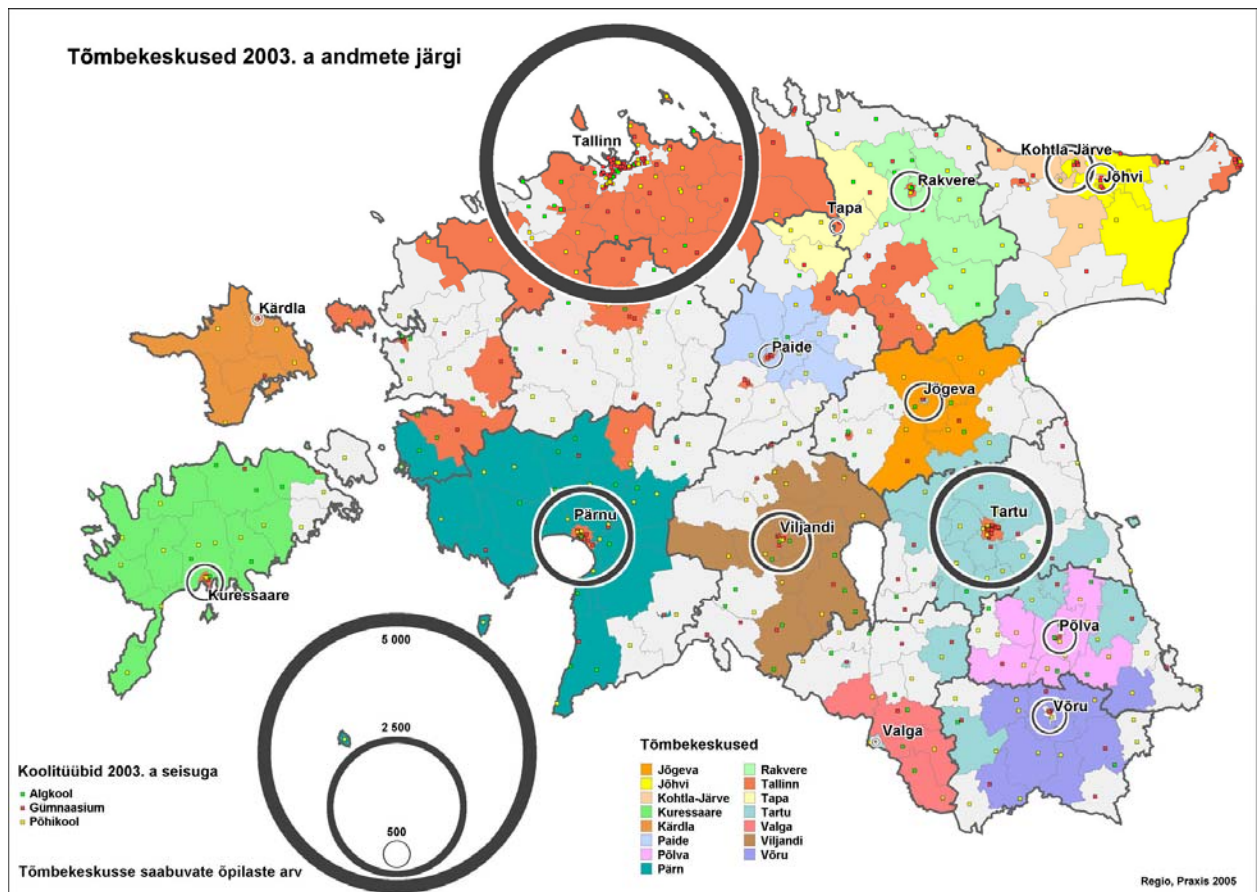 Tõmbekeskused 2003. a andmete järgi
Tallinn
Kohtla-Järve
Jõhvi
Rakvere
Tapa
Kärdla
Paide
Jõgeva
Pärnu
Viljandi
Tartu
Kuressaare
Põlva
Võru
Valga
5 000
2 500
500
Koolitüübid 2003. a seisuga
Algkool
Gümnaasium
Põhikool
Tõmbekeskusse saabuvate õpilaste arv
Tõmbekeskused
Jõgeva
Jõhvi
Kohtla-Järve
Kuressaare
Kärdla
Paide
Põlva
Pärn
Rakvere
Tallinn
Tapa
Tartu
Valga
Viljandi
Võru
Regio, Praxis 2005